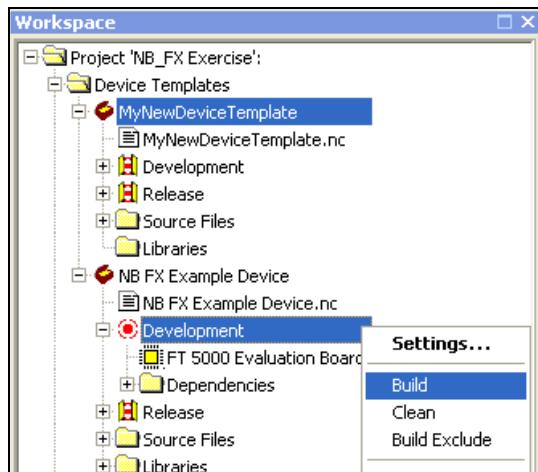 Workspace
Project 'NB_FX Exercise':
Device Templates
MyNewDeviceTemplate
MyNewDeviceTemplate.nc
Development
Release
Source Files
Libraries
NB FX Example Device
NB FX Example Device.nc
Development
Settings...
FT 5000 Evaluation Board
Build
Dependencies
Clean
Release
Build Exclude
Source Files
Libraries